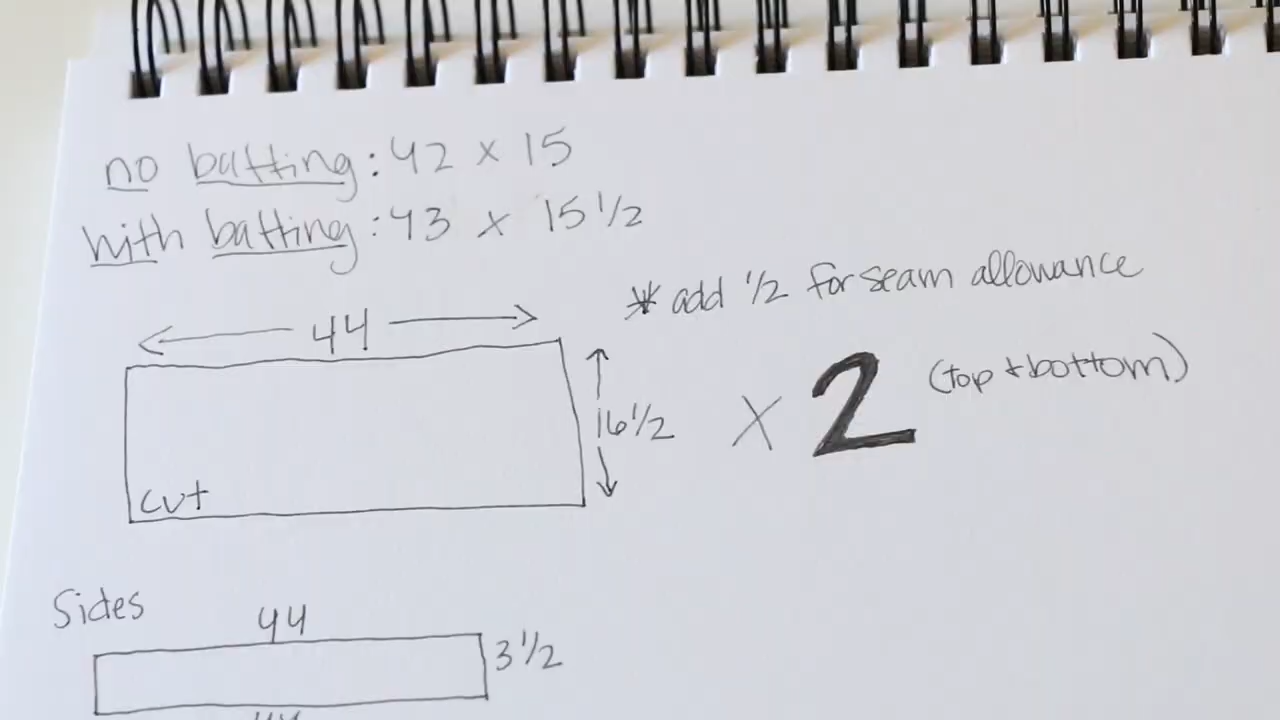 no batting: 42 x 15
with batting: 43 x 15 1/2
* add 1/2 for seam allowance
44
16 1/2
x 2 (top + bottom)
cut
Sides
44
3 1/2